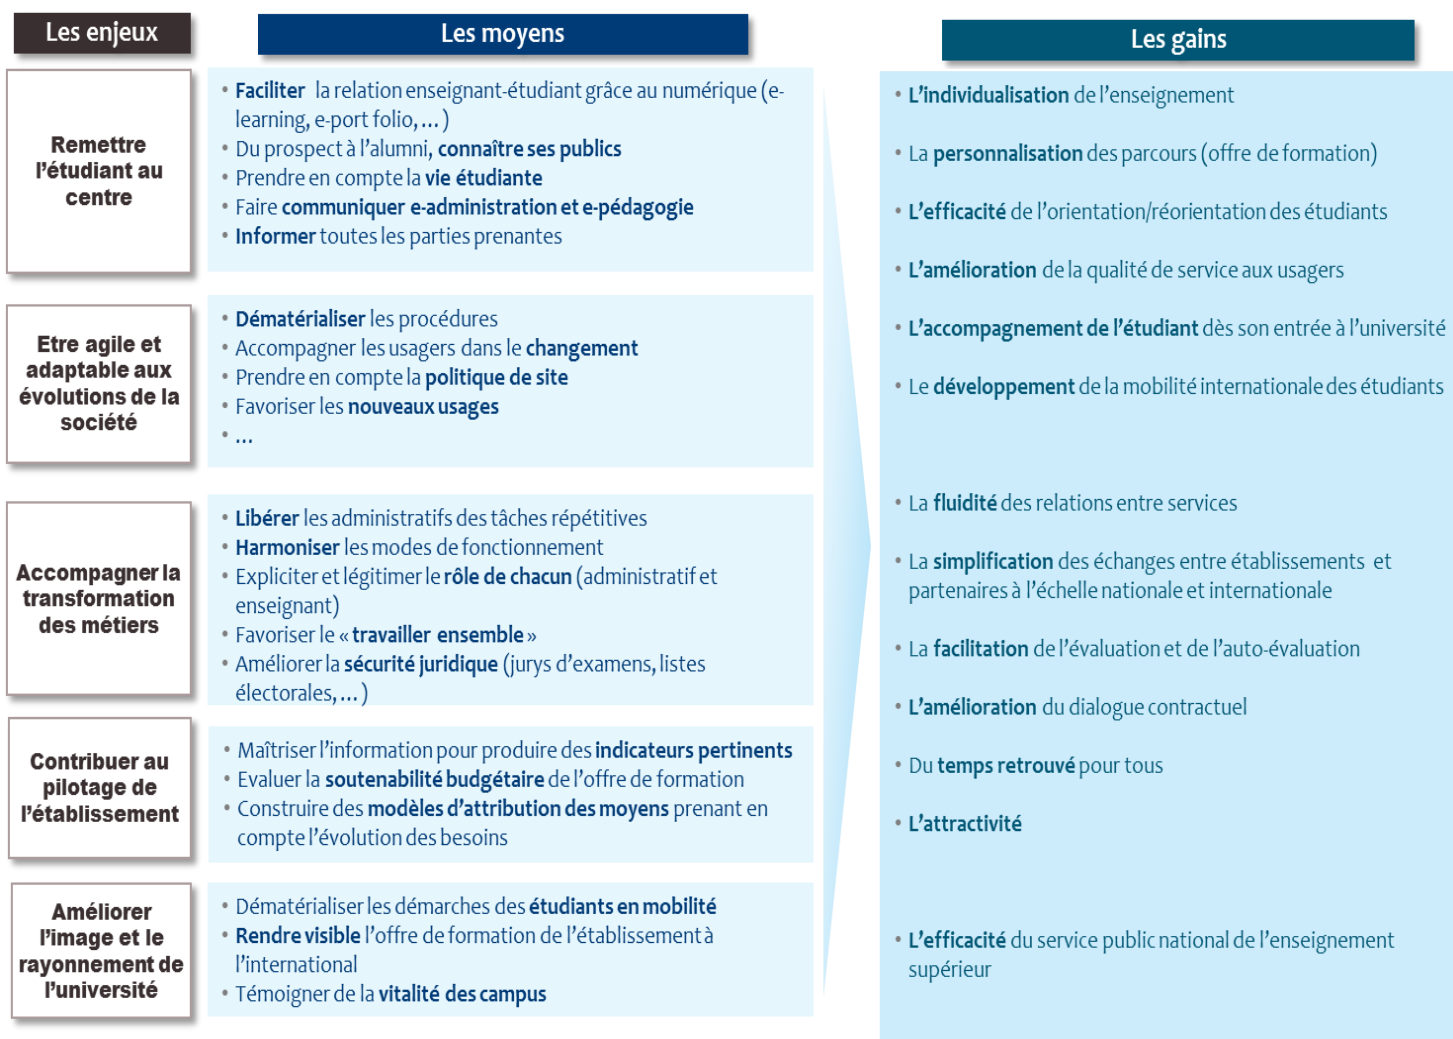 Les enjeux
Les moyens
Les gains
Remettre
l’étudiant au
centre
• Faciliter la relation enseignant-étudiant grâce au numérique (e-
learning, e-port folio,… )
• Du prospect à l’alumni, connaître ses publics
• Prendre en compte la vie étudiante
• Faire communiquer e-administration et e-pédagogie
• Informer toutes les parties prenantes
Etre agile et
adaptable aux
évolutions de la
société
• Dématérialiser les procédures
• Accompagner les usagers dans le changement
• Prendre en compte la politique de site
• Favoriser les nouveaux usages
• …
Accompagner la
transformation
des métiers
• Libérer les administratifs des tâches répétitives
• Harmoniser les modes de fonctionnement
• Expliciter et légitimer le rôle de chacun (administratif et
enseignant)
• Favoriser le « travailler ensemble »
• Améliorer la sécurité juridique (jurys d’examens, listes
électorales,… )
Contribuer au
pilotage de
l’établissement
• Maîtriser l’information pour produire des indicateurs pertinents
• Evaluer la soutenabilité budgétaire de l’offre de formation
• Construire des modèles d’attribution des moyens prenant en
compte l’évolution des besoins
Améliorer
l’image et le
rayonnement de
l’université
• Dématérialiser les démarches des étudiants en mobilité
• Rendre visible l’offre de formation de l’établissement à
l’international
• Témoigner de la vitalité des campus
• L’individualisation de l’enseignement
• La personnalisation des parcours (offre de formation)
• L’efficacité de l’orientation/réorientation des étudiants
• L’amélioration de la qualité de service aux usagers
• L’accompagnement de l’étudiant dès son entrée à l’université
• Le développement de la mobilité internationale des étudiants
• La fluidité des relations entre services
• La simplification des échanges entre établissements et
partenaires à l’échelle nationale et internationale
• La facilitation de l’évaluation et de l’auto-évaluation
• L’amélioration du dialogue contractuel
• Du temps retrouvé pour tous
• L’attractivité
• L’efficacité du service public national de l’enseignement
supérieur